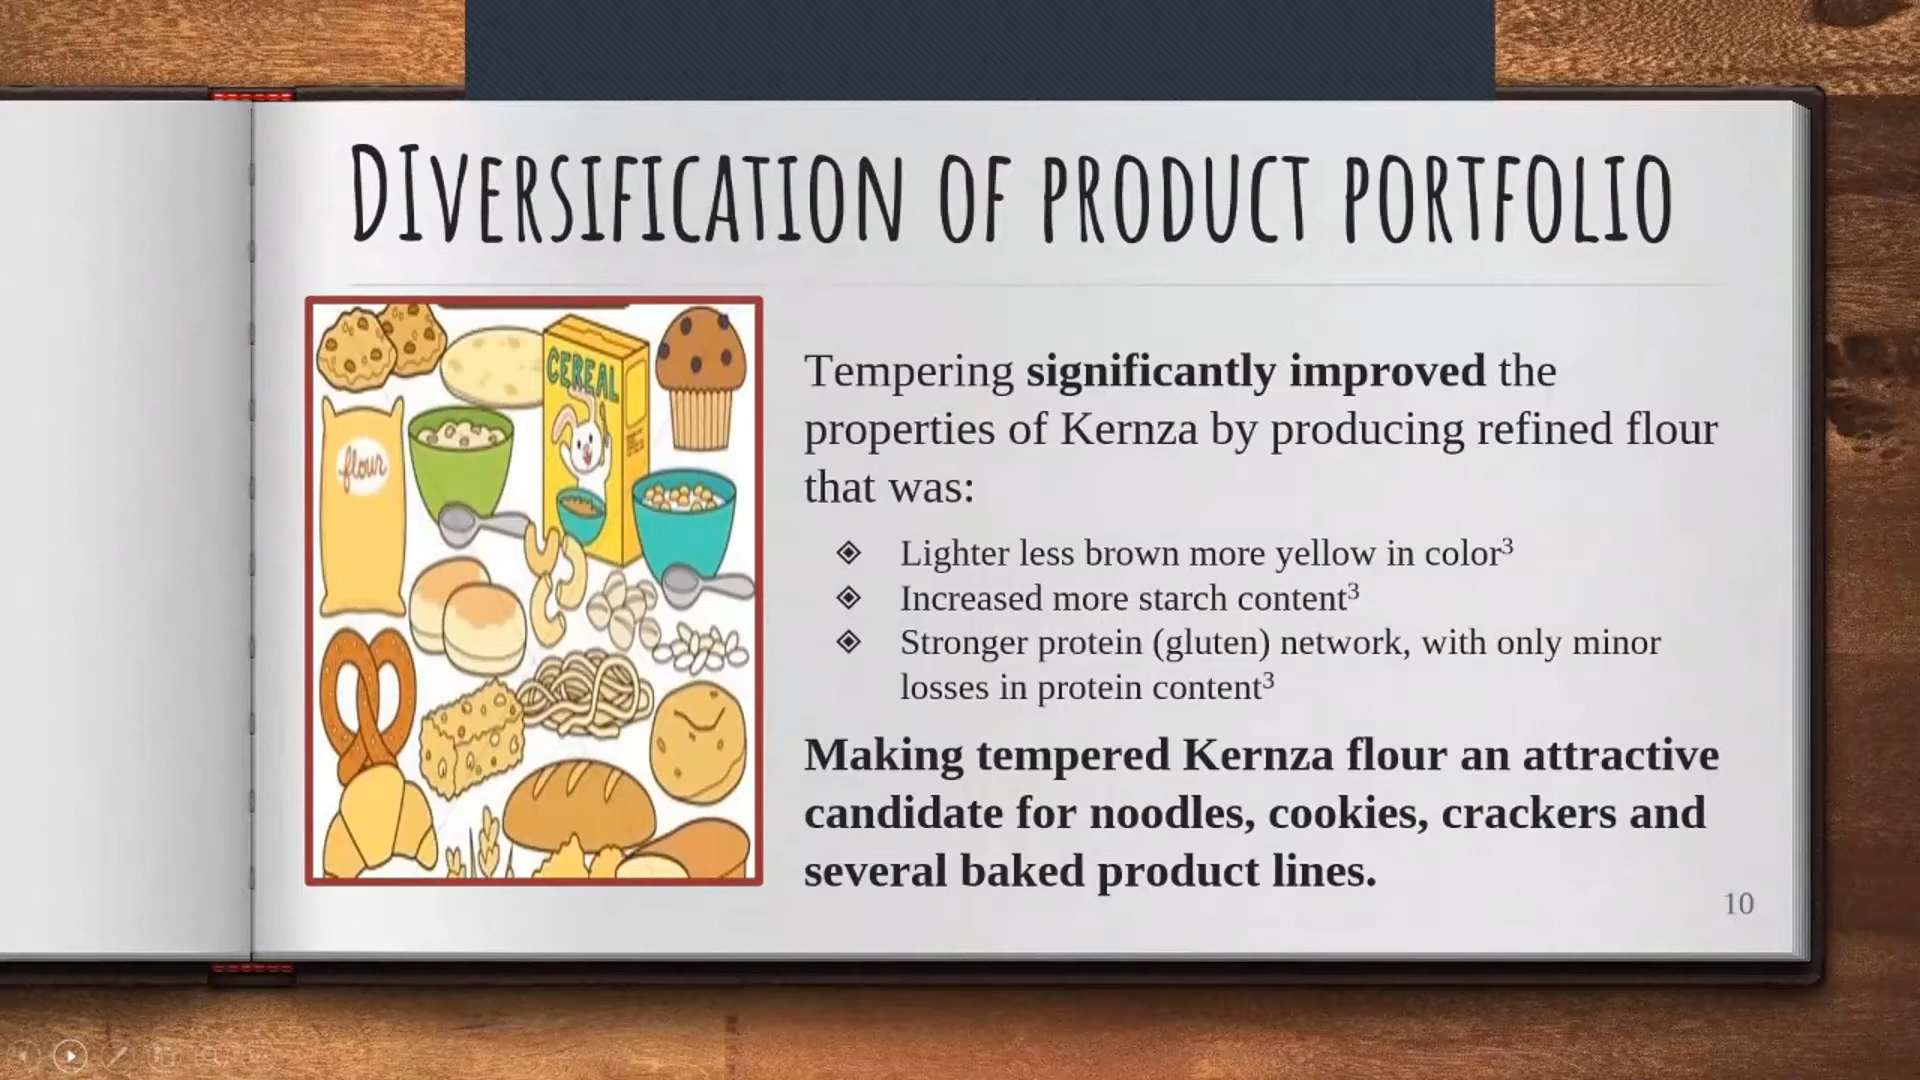 DIVERSIFICATION OF PRODUCT PORTFOLIO
CEREAL
flour
Tempering significantly improved the
properties of Kernza by producing refined flour
that was:
Lighter less brown more yellow in color³
Increased more starch content³
Stronger protein (gluten) network, with only minor
losses in protein content³
Making tempered Kernza flour an attractive
candidate for noodles, cookies, crackers and
several baked product lines.
10